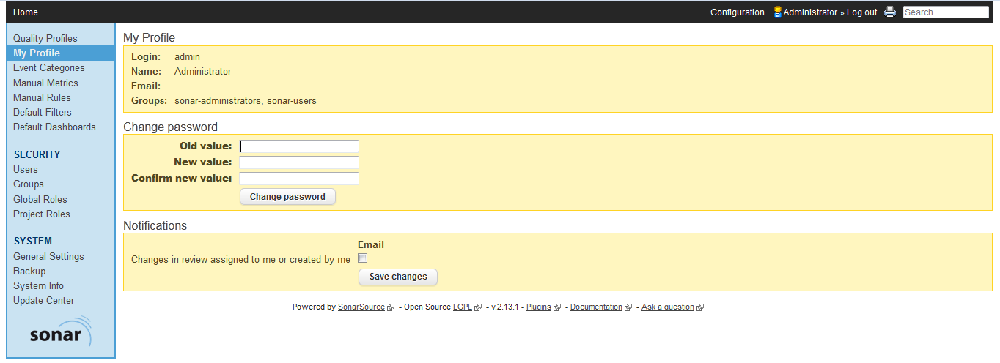 Home Configuration Administrator » Log out Search
Quality Profiles
My Profile
Event Categories
Manual Metrics
Manual Rules
Default Filters
Default Dashboards
SECURITY
Users
Groups
Global Roles
Project Roles
SYSTEM
General Settings
Backup
System Info
Update Center
sonar
My Profile
Login: admin
Name: Administrator
Email:
Groups: sonar-administrators, sonar-users
Change password
Old value:
New value:
Confirm new value:
Change password
Notifications
Email
Changes in review assigned to me or created by me
Save changes
Powered by SonarSource - Open Source LGPL - v.2.13.1 - Plugins - Documentation - Ask a question